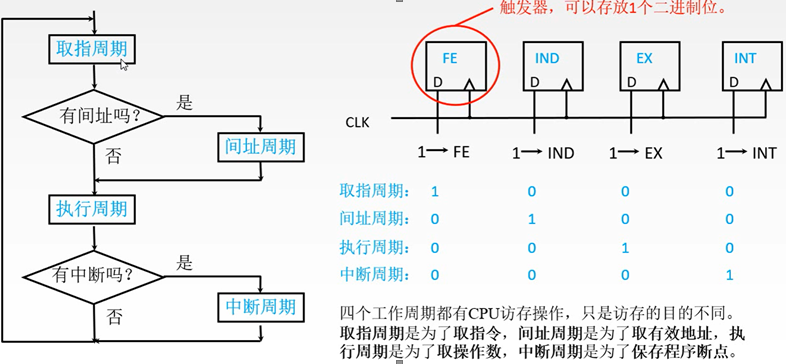 取指周期
有间址吗?
是
否
间址周期
执行周期
有中断吗?
是
否
中断周期
触发器，可以存放1个二进制位。
FE IND EX INT
D D D D
CLK
1 FE 1 IND 1 EX 1 INT
取指周期： 1 0 0 0
间址周期： 0 1 0 0
执行周期： 0 0 1 0
中断周期： 0 0 0 1
四个工作周期都有CPU访存操作，只是访存的目的不同。
取指周期是为了取指令，间址周期是为了取有效地址，执
行周期是为了取操作数，中断周期是为了保存程序断点。